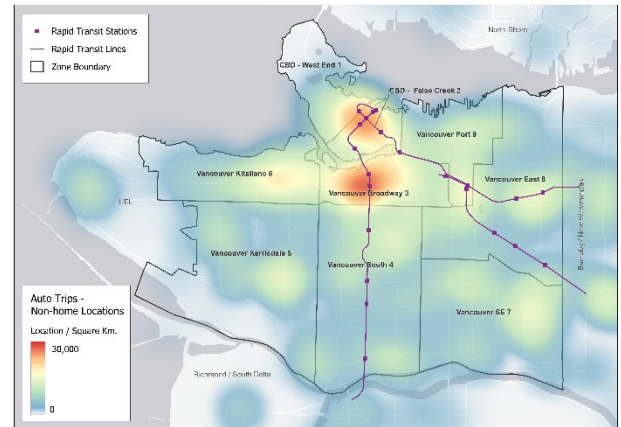 Rapid Transit Stations
Rapid Transit Lines
Zone Boundary
North Shore
CBD - West End 1
CBD - False Creek 2
Vancouver Port 9
Vancouver Kitsilano 6
Vancouver Broadway 3
Vancouver East 8
UEL
Vancouver Kerrisdale 5
Vancouver South 4
Vancouver SE 7
Burnaby / New Westminster
Richmond / South Delta
Auto Trips -
Non-home Locations
Location / Square Km.
30,000
0